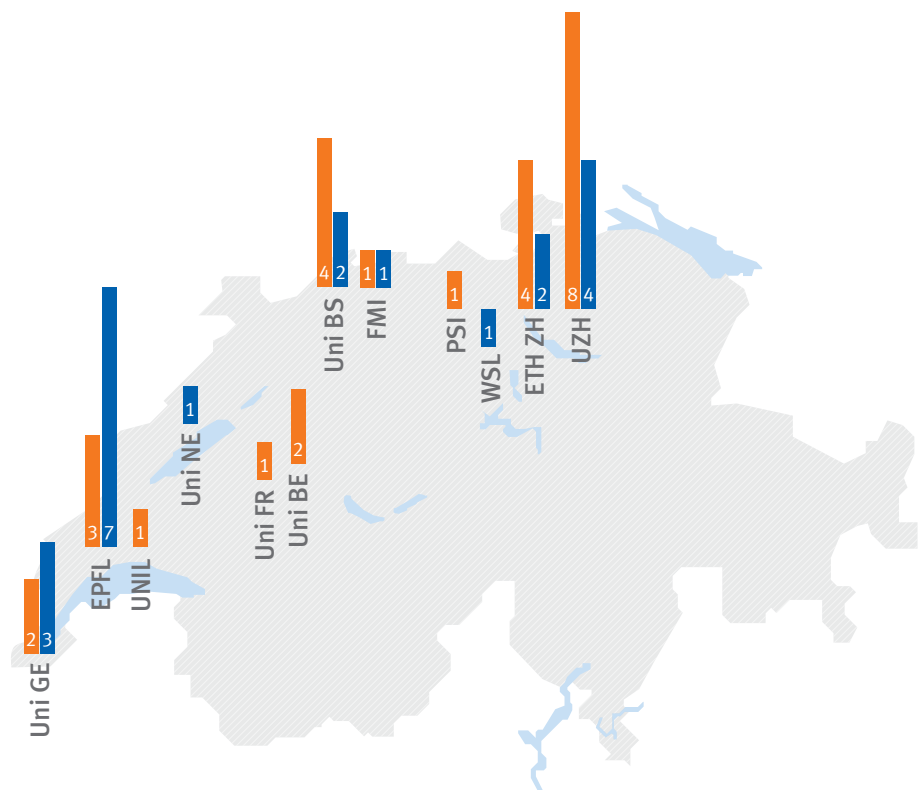 4 2
Uni BS
1 1
FMI
1
PSI
1
WSL
4 2
ETH ZH
8 4
UZH
1
Uni NE
1
Uni FR
2
Uni BE
3 7
EPFL
1
UNIL
2 3
Uni GE